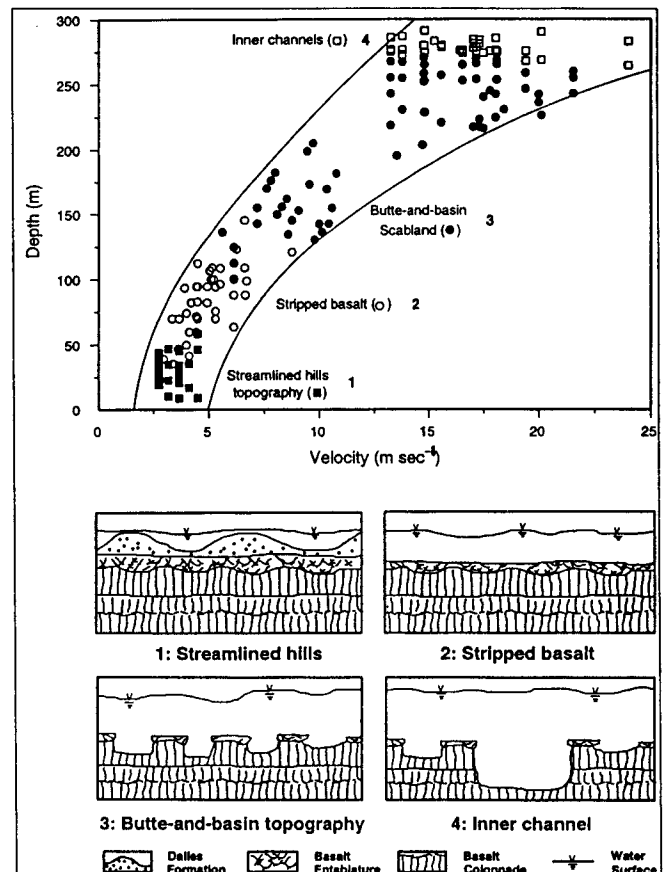 300
250
200
150
100
50
0
Depth (m)
0 5 10 15 20 25
Velocity (m sec⁻¹)
Inner channels (□) 4
Butte-and-basin 3
Scabland (●)
Stripped basalt (○) 2
Streamlined hills 1
topography (■)
1: Streamlined hills
2: Stripped basalt
3: Butte-and-basin topography
4: Inner channel
Dalles
Formation
Basalt
Entablature
Basalt
Colonnade
Water
Surface